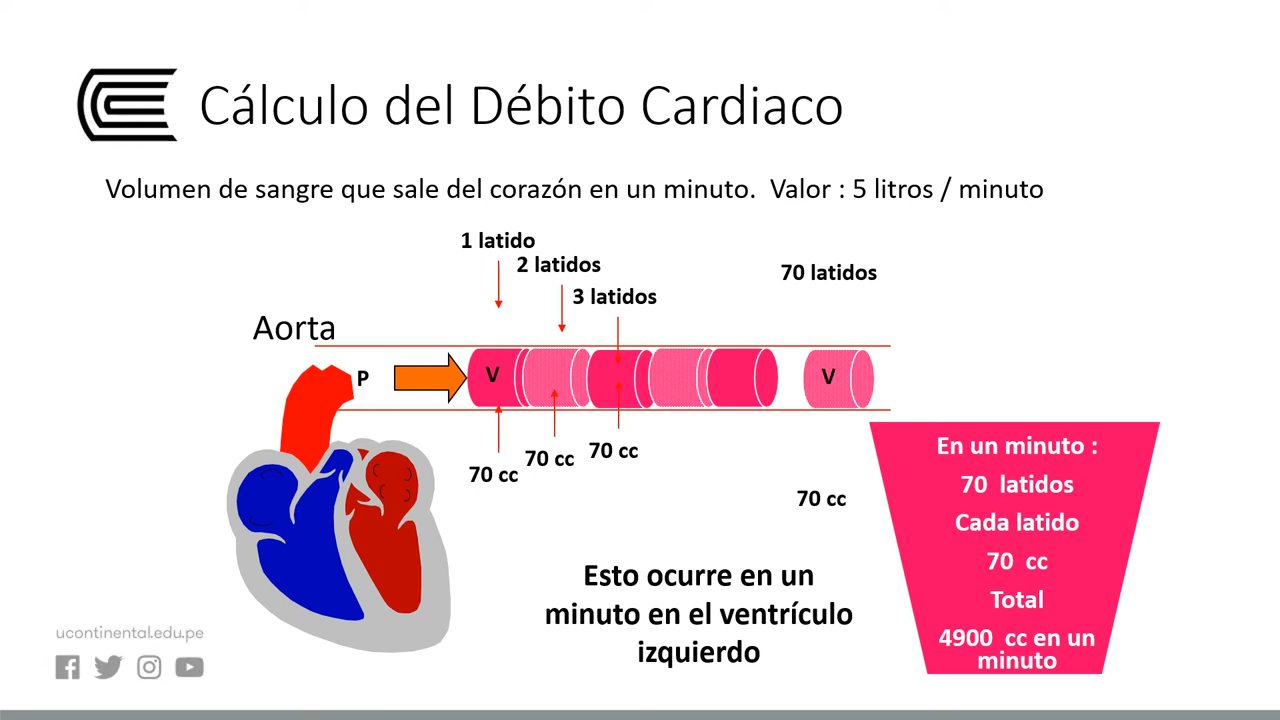 Cálculo del Débito Cardiaco
Volumen de sangre que sale del corazón en un minuto. Valor : 5 litros / minuto
1 latido
2 latidos
3 latidos
70 latidos
Aorta
P
V
V
70 cc
70 cc
70 cc
70 cc
En un minuto :
70 latidos
Cada latido
70 cc
Total
4900 cc en un
minuto
Esto ocurre en un
minuto en el ventrículo
izquierdo
ucontinental.edu.pe